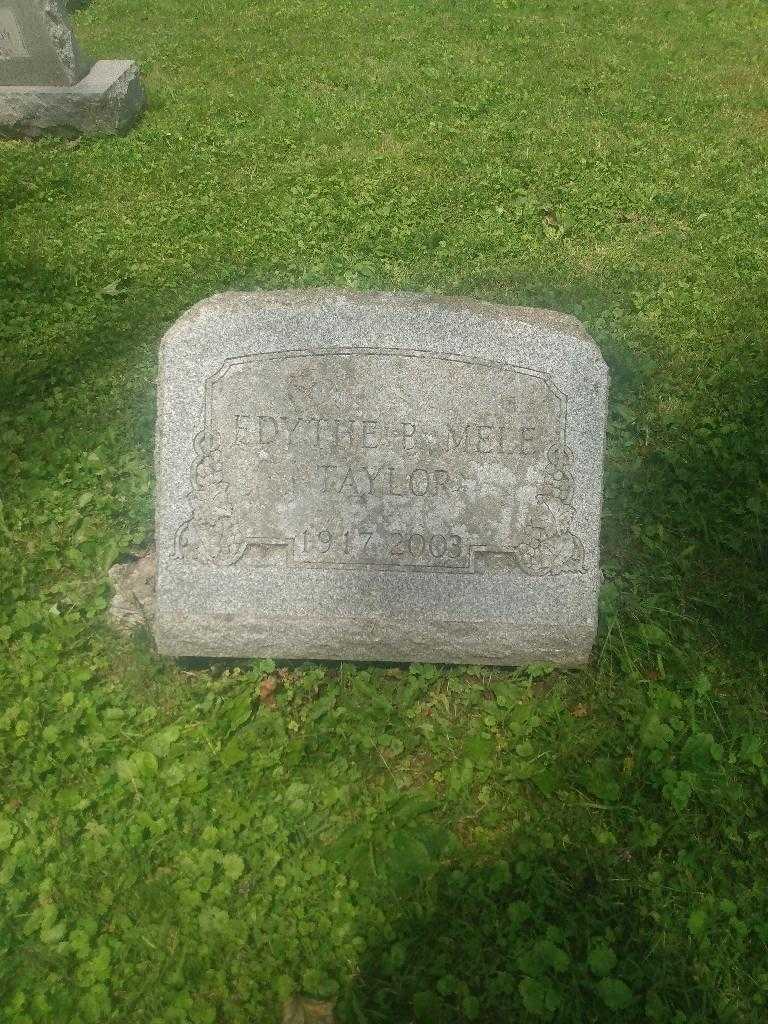 EDYTHE B. MELE
TAYLOR
1917 2003